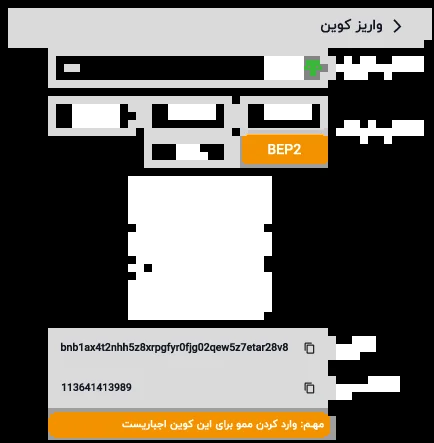 واریز کوین
BEP2
bnb1ax4t2nhh5z8xrpgfyr0fjg02qew5z7etar28v8
113641413989
مهم: وارد کردن ممو برای این کوین اجباریست